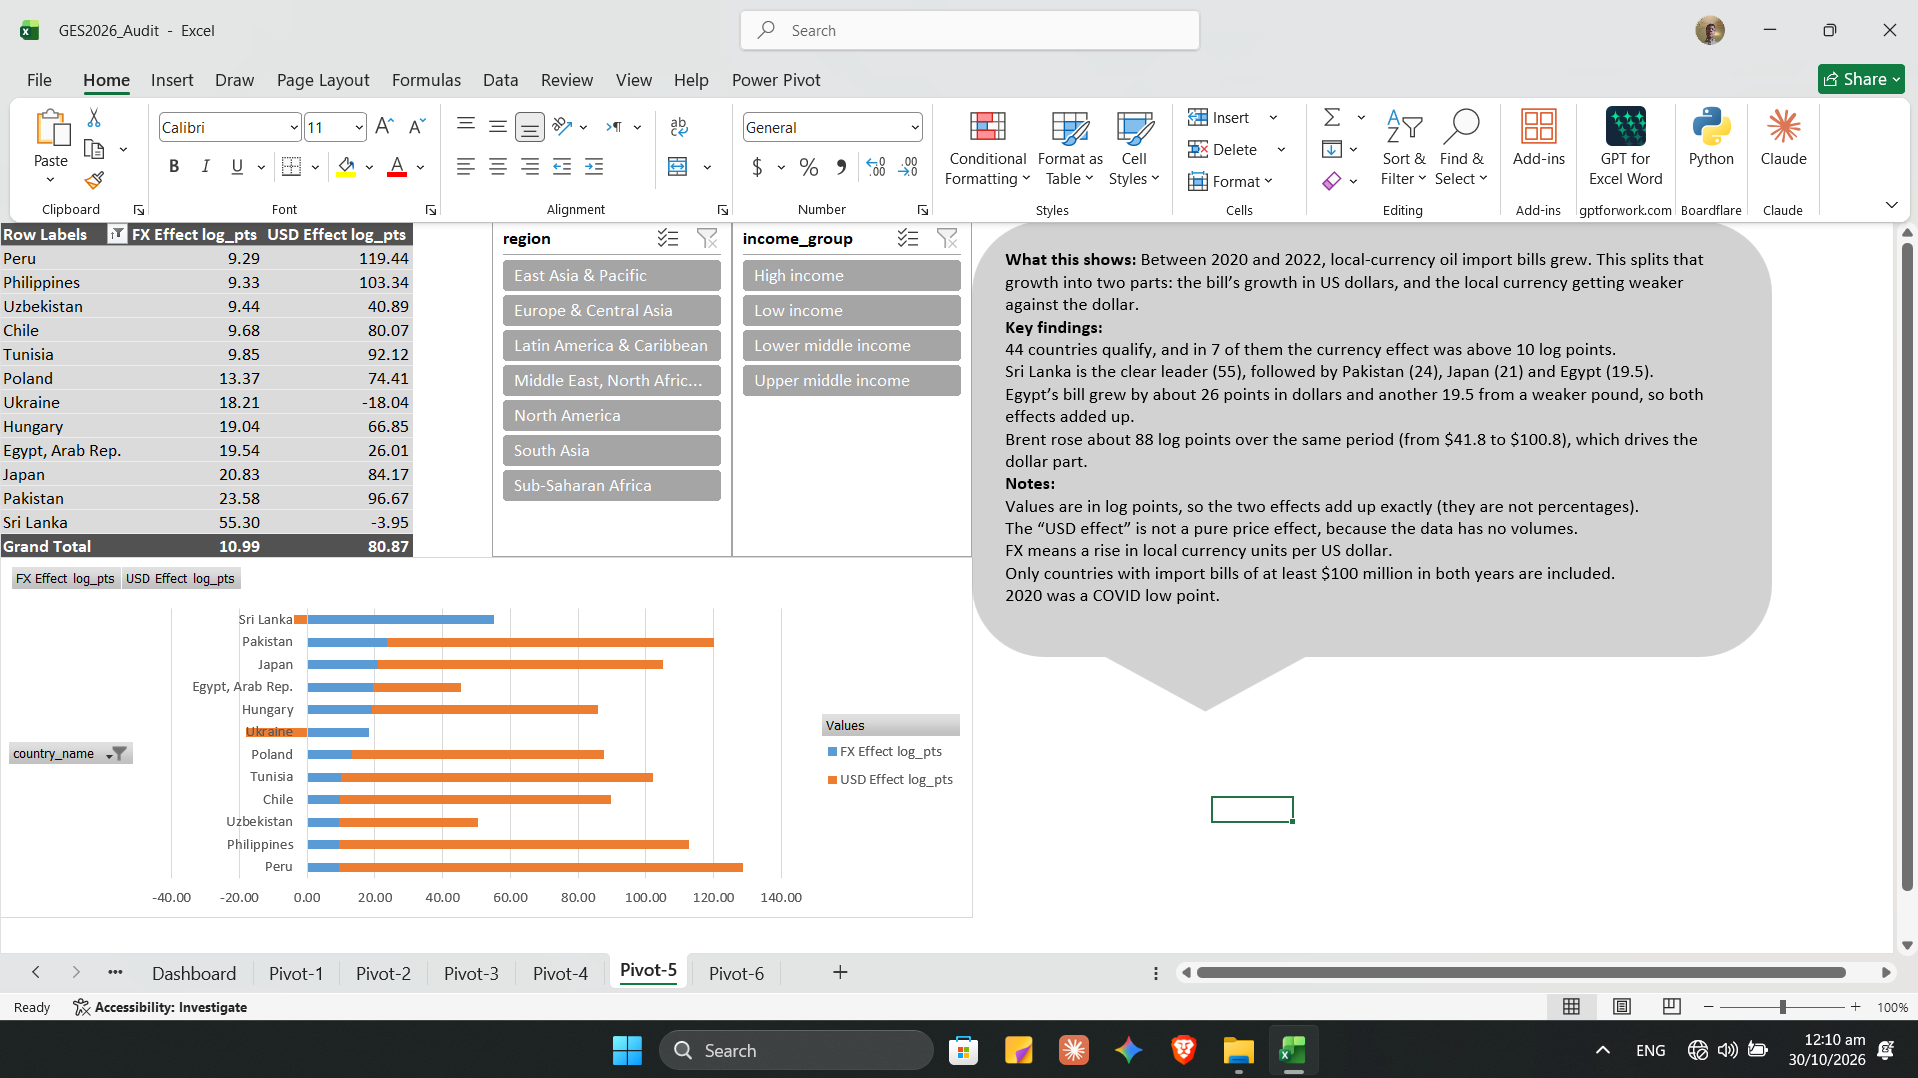 GES2026_Audit - Excel
Search
File Home Insert Draw Page Layout Formulas Data Review View Help Power Pivot
Share
Paste
Clipboard
Calibri 11
B I U
Font
Alignment
General
$ % ,
Number
Conditional Formatting
Format as Table
Cell Styles
Styles
Insert
Delete
Format
Cells
Sort & Filter
Find & Select
Editing
Add-ins
Add-ins
GPT for Excel Word
gptforwork.com
Python
Boardflare
Claude
Claude
Row Labels FX Effect log_pts USD Effect log_pts
Peru 9.29 119.44
Philippines 9.33 103.34
Uzbekistan 9.44 40.89
Chile 9.68 80.07
Tunisia 9.85 92.12
Poland 13.37 74.41
Ukraine 18.21 -18.04
Hungary 19.04 66.85
Egypt, Arab Rep. 19.54 26.01
Japan 20.83 84.17
Pakistan 23.58 96.67
Sri Lanka 55.30 -3.95
Grand Total 10.99 80.87
region
East Asia & Pacific
Europe & Central Asia
Latin America & Caribbean
Middle East, North Afric...
North America
South Asia
Sub-Saharan Africa
income_group
High income
Low income
Lower middle income
Upper middle income
What this shows: Between 2020 and 2022, local-currency oil import bills grew. This splits that
growth into two parts: the bill’s growth in US dollars, and the local currency getting weaker
against the dollar.
Key findings:
44 countries qualify, and in 7 of them the currency effect was above 10 log points.
Sri Lanka is the clear leader (55), followed by Pakistan (24), Japan (21) and Egypt (19.5).
Egypt’s bill grew by about 26 points in dollars and another 19.5 from a weaker pound, so both
effects added up.
Brent rose about 88 log points over the same period (from $41.8 to $100.8), which drives the
dollar part.
Notes:
Values are in log points, so the two effects add up exactly (they are not percentages).
The “USD effect” is not a pure price effect, because the data has no volumes.
FX means a rise in local currency units per US dollar.
Only countries with import bills of at least $100 million in both years are included.
2020 was a COVID low point.
FX Effect log_pts USD Effect log_pts
Sri Lanka
Pakistan
Japan
Egypt, Arab Rep.
Hungary
Ukraine
Poland
Tunisia
Chile
Uzbekistan
Philippines
Peru
-40.00 -20.00 0.00 20.00 40.00 60.00 80.00 100.00 120.00 140.00
country_name
Values
FX Effect log_pts
USD Effect log_pts
Dashboard Pivot-1 Pivot-2 Pivot-3 Pivot-4 Pivot-5 Pivot-6
Ready Accessibility: Investigate
100%
Search
ENG
12:10 am
30/10/2026